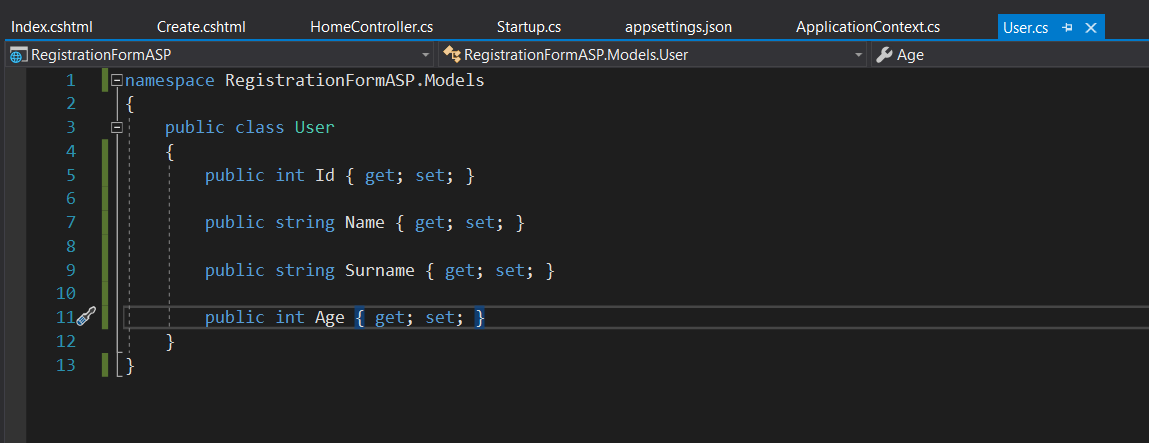 Index.cshtml Create.cshtml HomeController.cs Startup.cs appsettings.json ApplicationContext.cs User.cs
RegistrationFormASP RegistrationFormASP.Models.User Age
1 namespace RegistrationFormASP.Models
2 {
3 public class User
4 {
5 public int Id { get; set; }
6
7 public string Name { get; set; }
8
9 public string Surname { get; set; }
10
11 public int Age { get; set; }
12 }
13 }